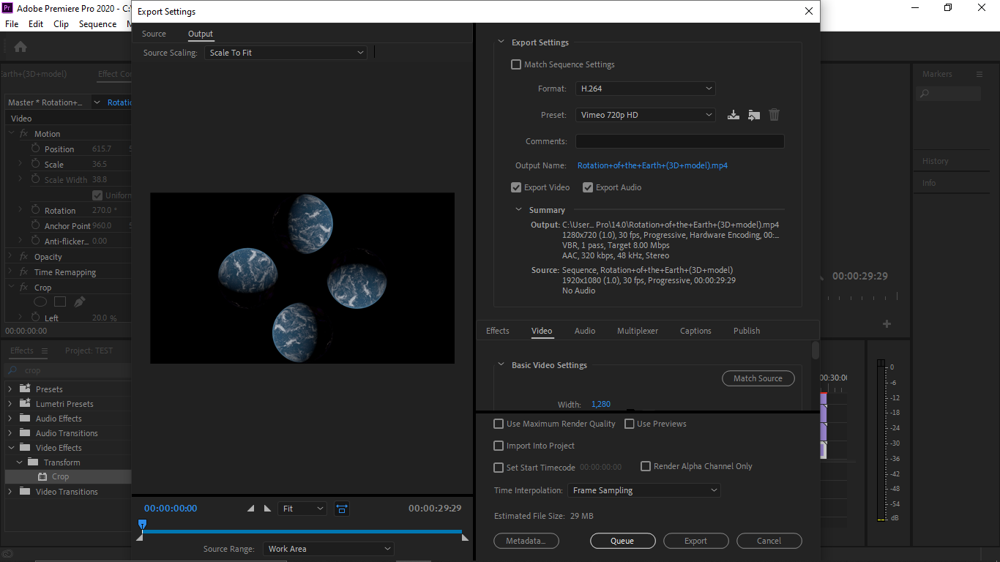 Adobe Premiere Pro 2020 - C:\
File Edit Clip Sequence M
Earth+(3D+model)
Effect Co
Master * Rotation+...
Rotatio
Video
fx Motion
Position 615.7
fx Scale 36.5
Scale Width 38.8
Uniform
Rotation 270.0 °
Anchor Point 960.0
Anti-flicker... 0.00
fx Opacity
fx Time Remapping
fx Crop
Left 20.0 %
00:00:00:00
Effects
Project: TEST
crop
Presets
Lumetri Presets
Audio Effects
Audio Transitions
Video Effects
Transform
Crop
Video Transitions
Export Settings
Source Output
Source Scaling: Scale To Fit
00:00:00:00
Fit
00:00:29:29
Source Range: Work Area
Export Settings
Match Sequence Settings
Format: H.264
Preset: Vimeo 720p HD
Comments:
Output Name: Rotation+of+the+Earth+(3D+model).mp4
Export Video Export Audio
Summary
Output: C:\User... Pro\14.0\Rotation+of+the+Earth+(3D+model).mp4
1280x720 (1.0), 30 fps, Progressive, Hardware Encoding, 00:...
VBR, 1 pass, Target 8.00 Mbps
AAC, 320 kbps, 48 kHz, Stereo
Source: Sequence, Rotation+of+the+Earth+(3D+model)
1920x1080 (1.0), 30 fps, Progressive, 00:00:29:29
No Audio
Effects Video Audio Multiplexer Captions Publish
Basic Video Settings
Match Source
Width: 1,280
Use Maximum Render Quality Use Previews
Import Into Project
Set Start Timecode 00:00:00:00 Render Alpha Channel Only
Time Interpolation: Frame Sampling
Estimated File Size: 29 MB
Metadata... Queue Export Cancel
Markers
History
Info
00:00:29:29
00:30:00
0
-6
-12
-18
-24
-30
-36
-42
-48
-54
dB